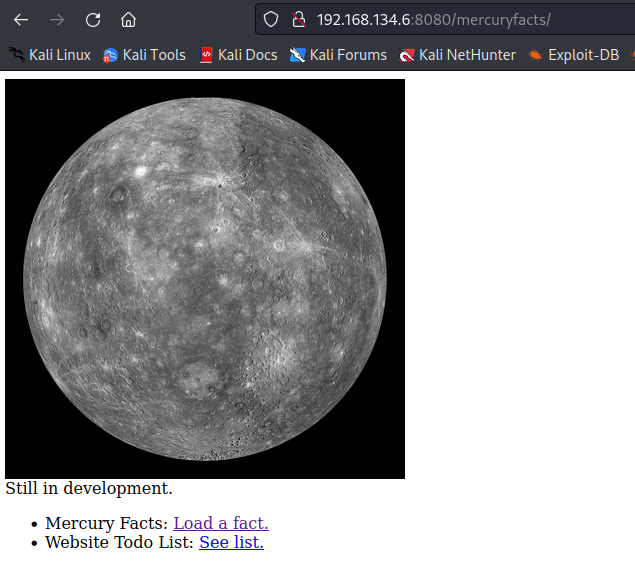 192.168.134.6:8080/mercuryfacts/
Kali Linux Kali Tools Kali Docs Kali Forums Kali NetHunter Exploit-DB
Still in development.
• Mercury Facts: Load a fact.
• Website Todo List: See list.